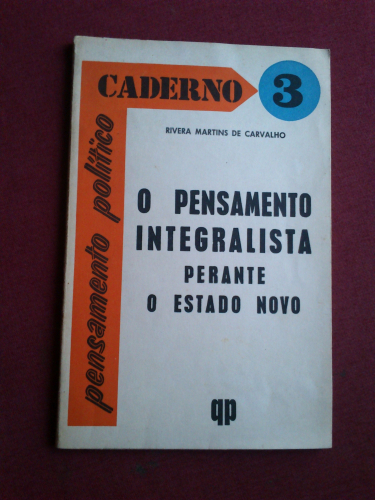 CADERNO 3
RIVERA MARTINS DE CARVALHO
pensamento político
O PENSAMENTO
INTEGRALISTA
PERANTE
O ESTADO NOVO
qp